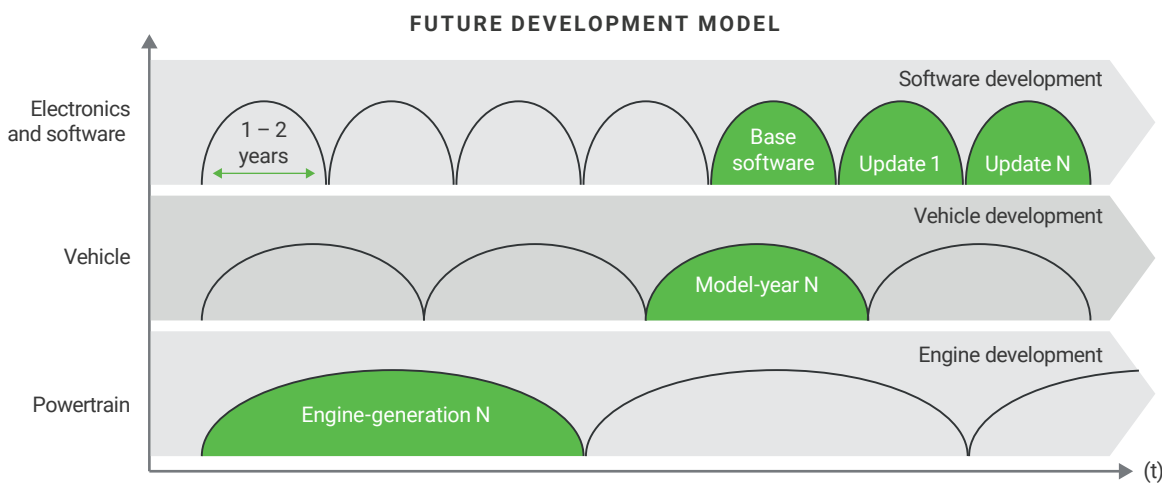 FUTURE DEVELOPMENT MODEL
Software development
Electronics
and software
1 – 2
years
Base
software
Update 1
Update N
Vehicle development
Vehicle
Model-year N
Engine development
Powertrain
Engine-generation N
(t)